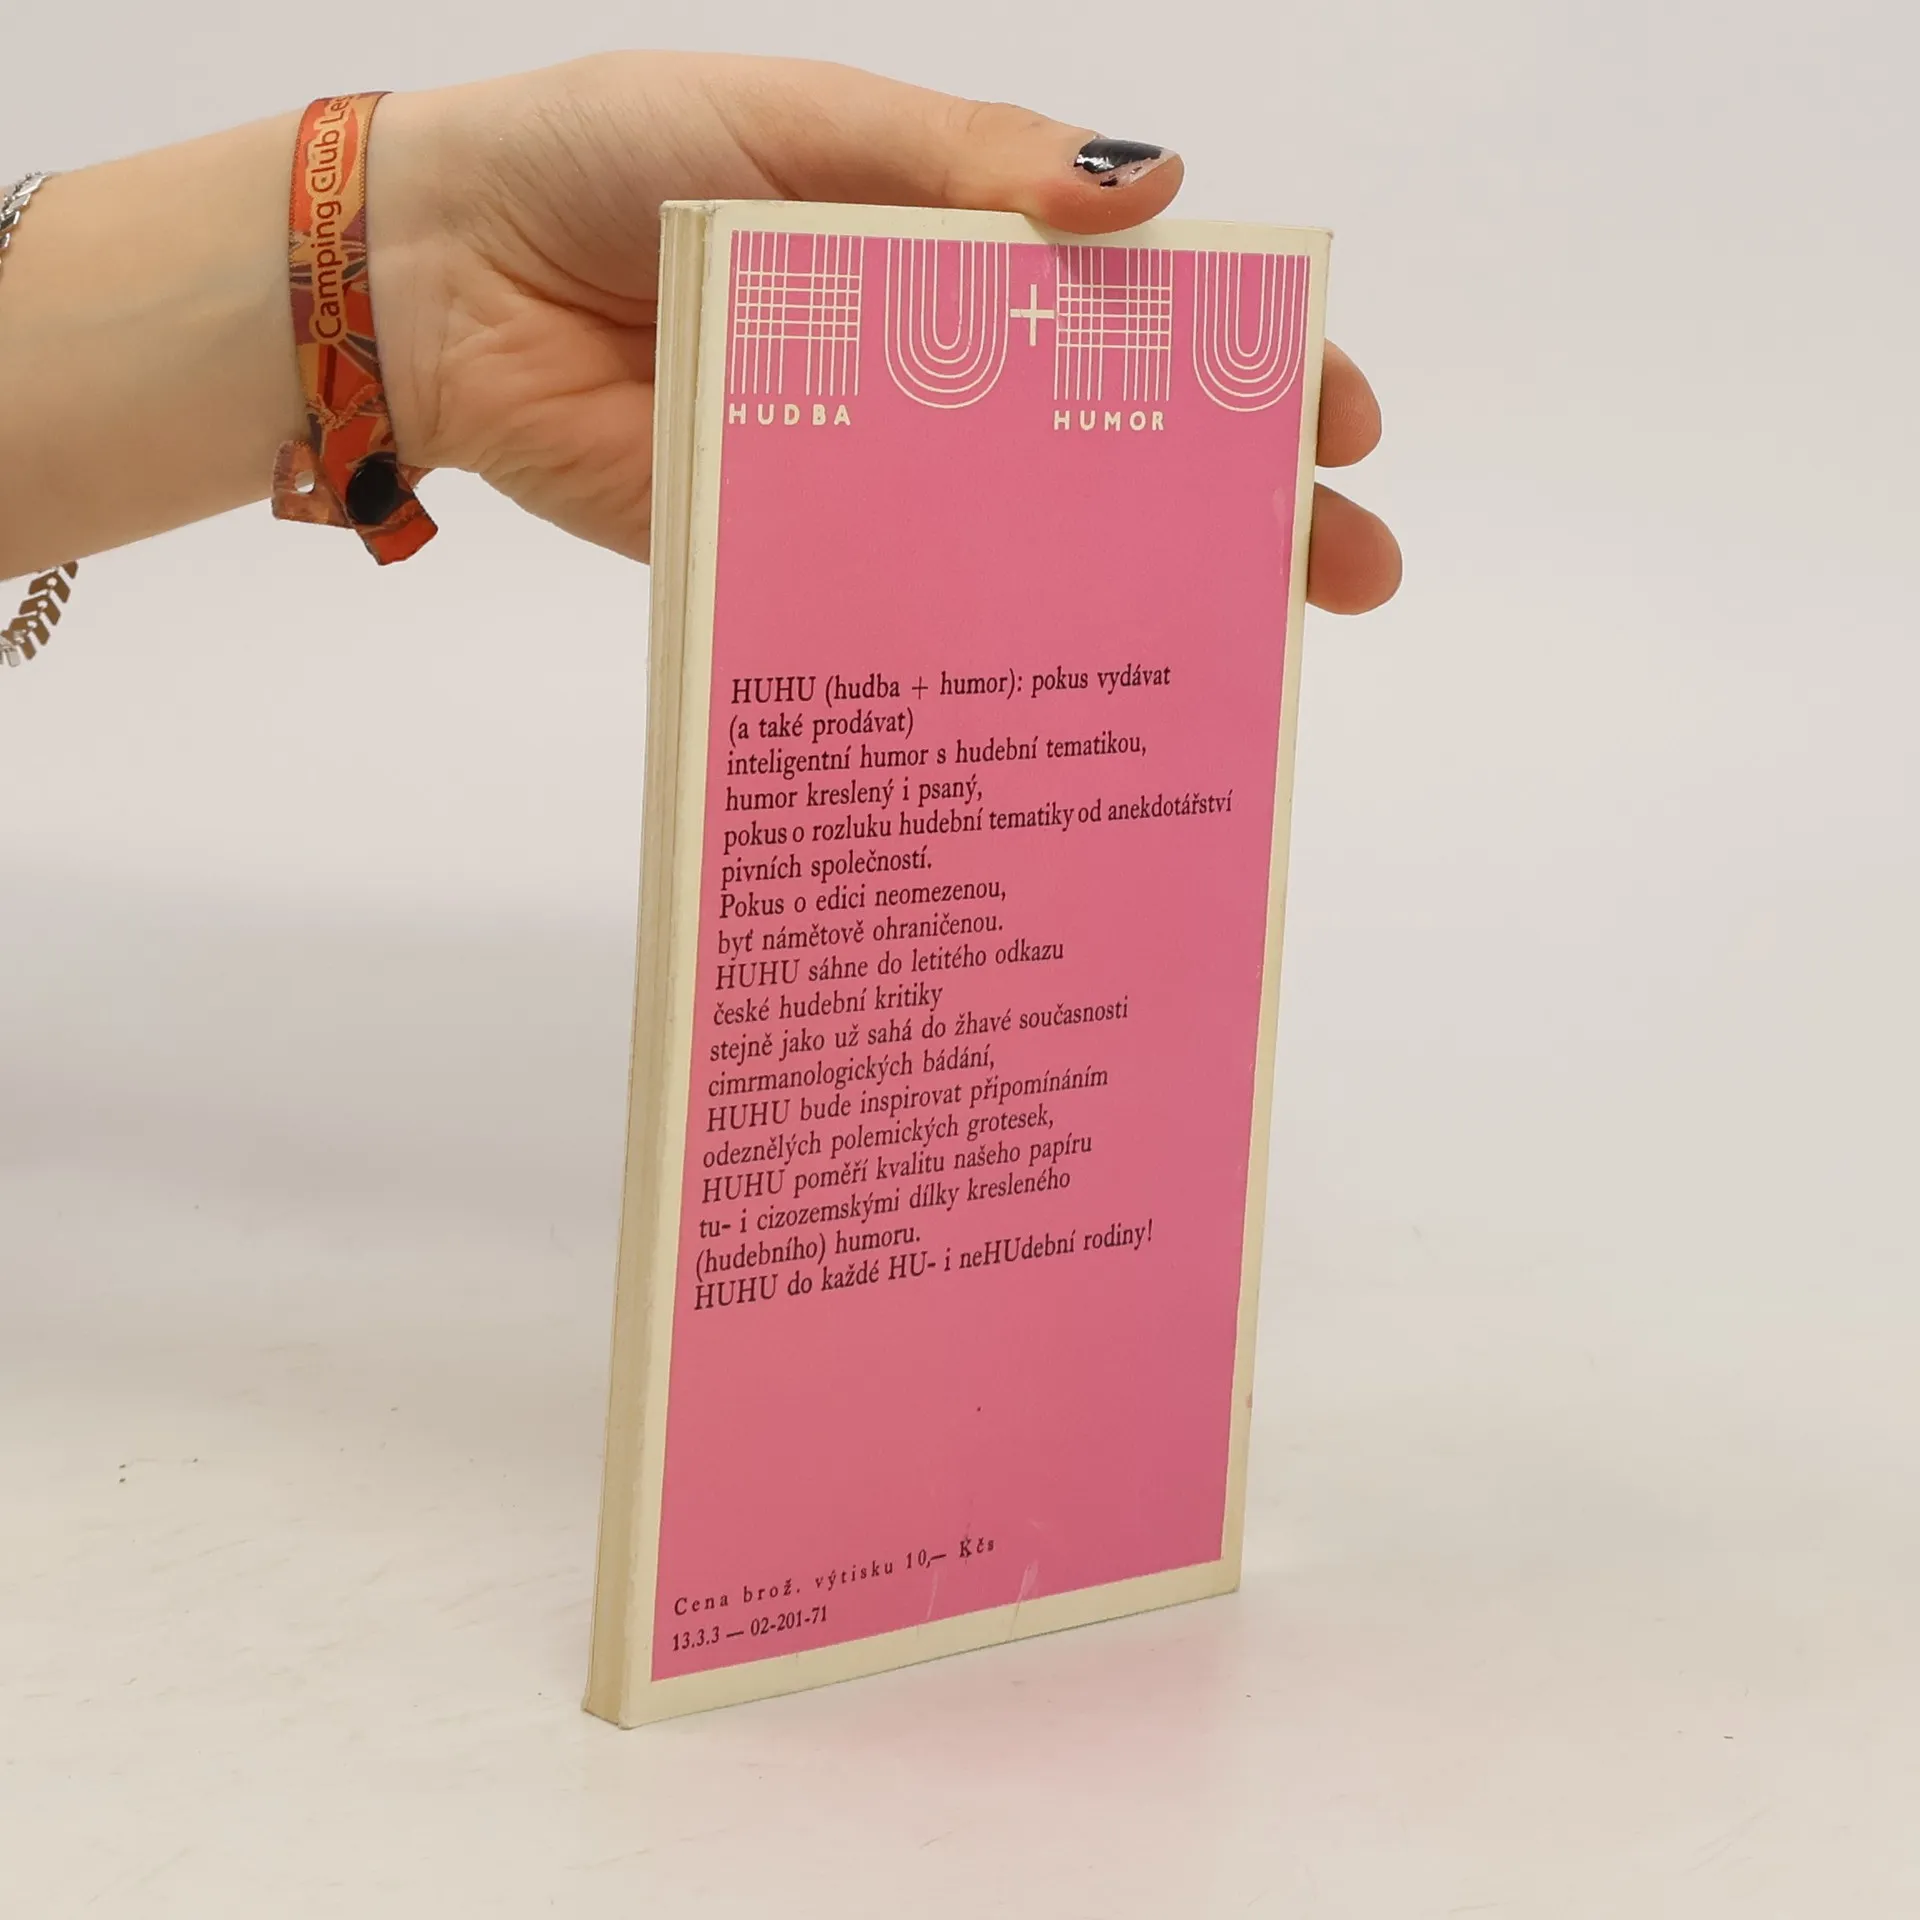 Camping Club
HU+HU
HUDBA HUMOR
HUHU (hudba + humor): pokus vydávat
(a také prodávat)
inteligentní humor s hudební tematikou,
humor kreslený i psaný,
pokus o rozluku hudební tematiky od anekdotářství
pivních společností.
Pokus o edici neomezenou,
byť námětově ohraničenou.
HUHU sáhne do letitého odkazu
české hudební kritiky
stejně jako už sahá do žhavé současnosti
cimrmanologických bádání,
HUHU bude inspirovat připomínáním
odeznělých polemických grotesek,
HUHU poměří kvalitu našeho papíru
tu- i cizozemskými dílky kresleného
(hudebního) humoru.
HUHU do každé HU- i neHUdební rodiny!
Cena brož. výtisku 10,— Kčs
13.3.3 — 02-201-71